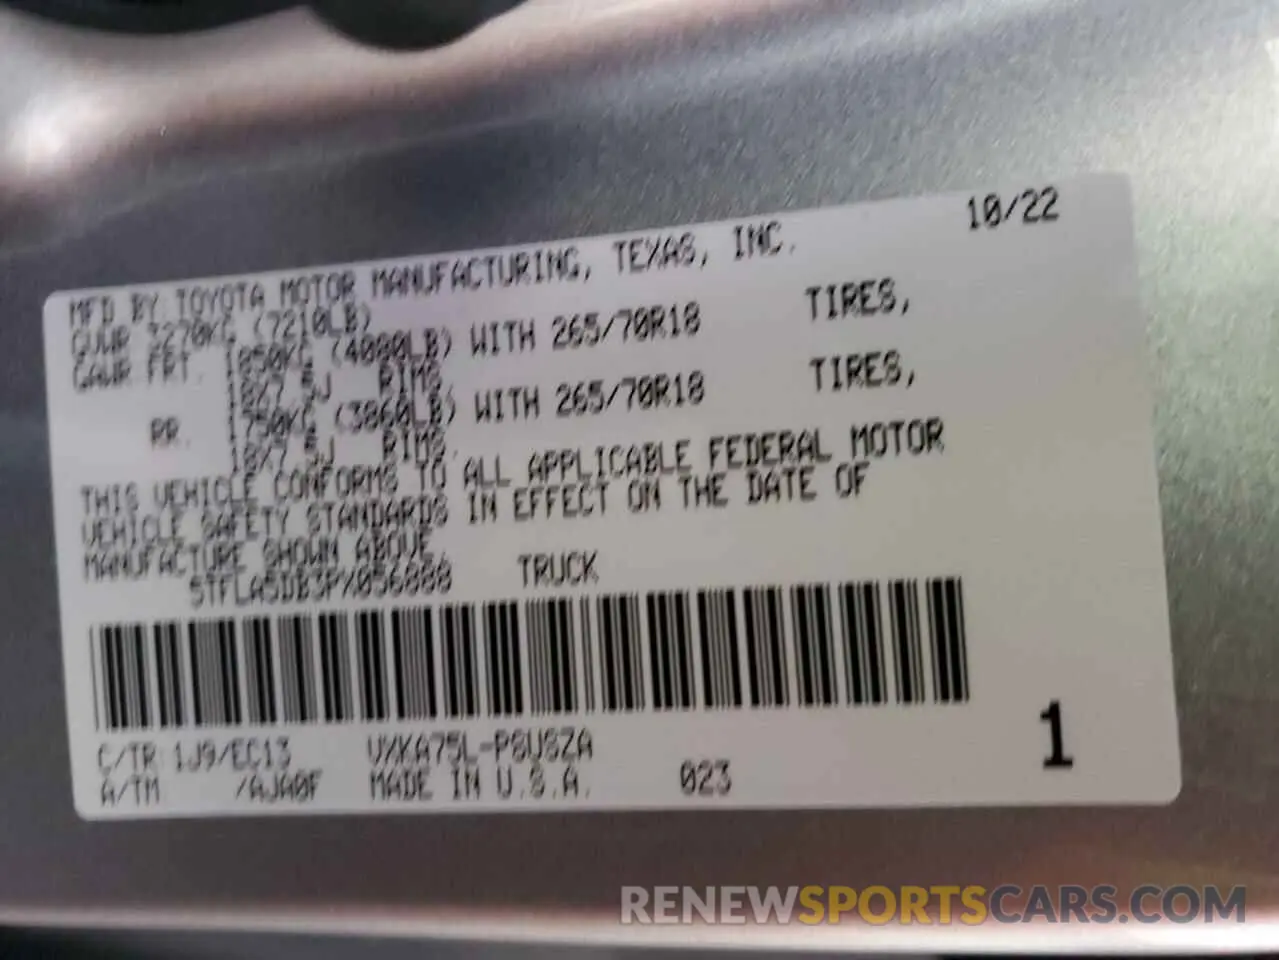 MFD BY TOYOTA MOTOR MANUFACTURING, TEXAS, INC. 10/22
GVWR 3270KG (7210LB)
GAWR FRT. 1850KG (4080LB) WITH 265/70R18 TIRES,
18X7.5J RIMS,
RR. 1750KG (3860LB) WITH 265/70R18 TIRES,
18X7.5J RIMS.
THIS VEHICLE CONFORMS TO ALL APPLICABLE FEDERAL MOTOR
VEHICLE SAFETY STANDARDS IN EFFECT ON THE DATE OF
MANUFACTURE SHOWN ABOVE.
TRUCK
C/TR: 1J9/EC13 VXKA75L-PSUSZA
A/TM /AJA0F MADE IN U.S.A. 023
1
RENEWSPORTSCARS.COM